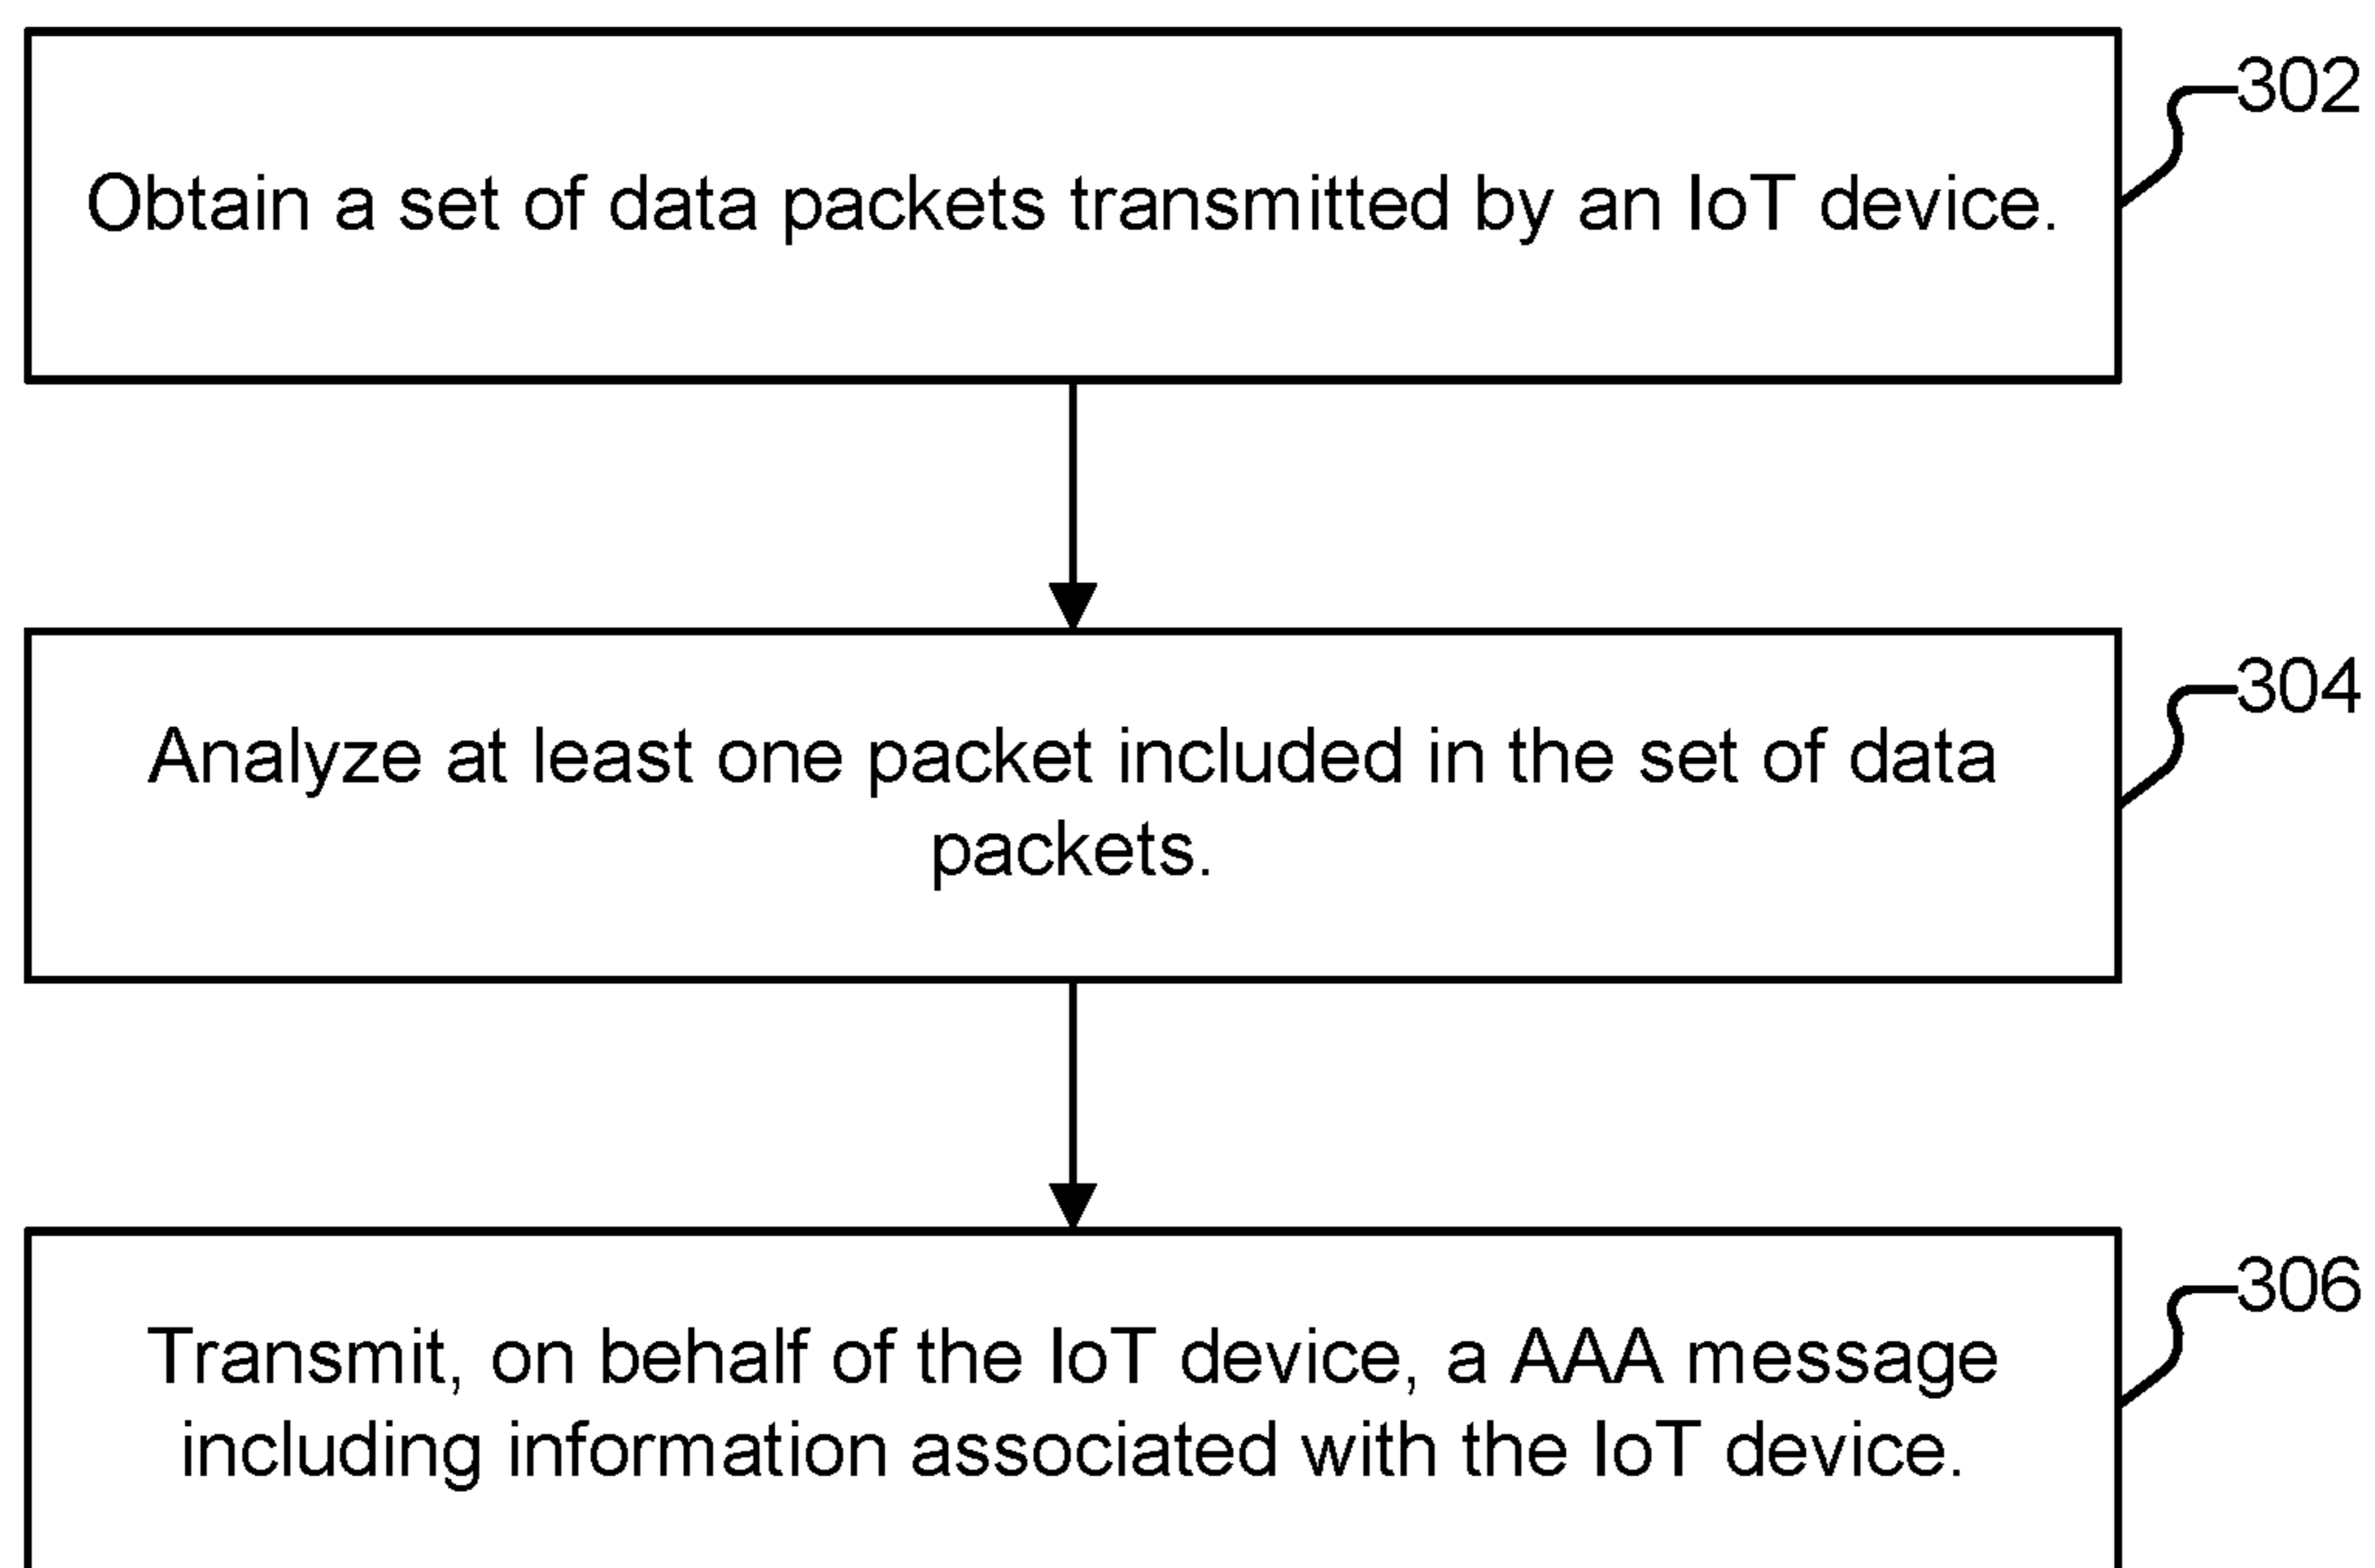 302
Obtain a set of data packets transmitted by an IoT device.
304
Analyze at least one packet included in the set of data
packets.
306
Transmit, on behalf of the IoT device, a AAA message
including information associated with the IoT device.